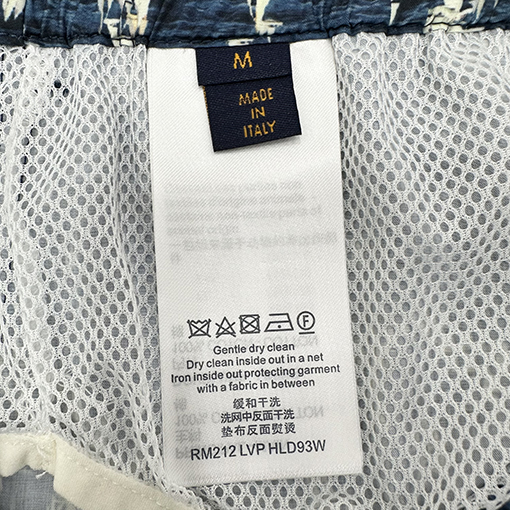 M
MADE
IN
ITALY
Gentle dry clean
Dry clean inside out in a net
Iron inside out protecting garment
with a fabric in between
缓和干洗
洗网中反面干洗
垫布反面熨烫
RM212 LVP HLD93W